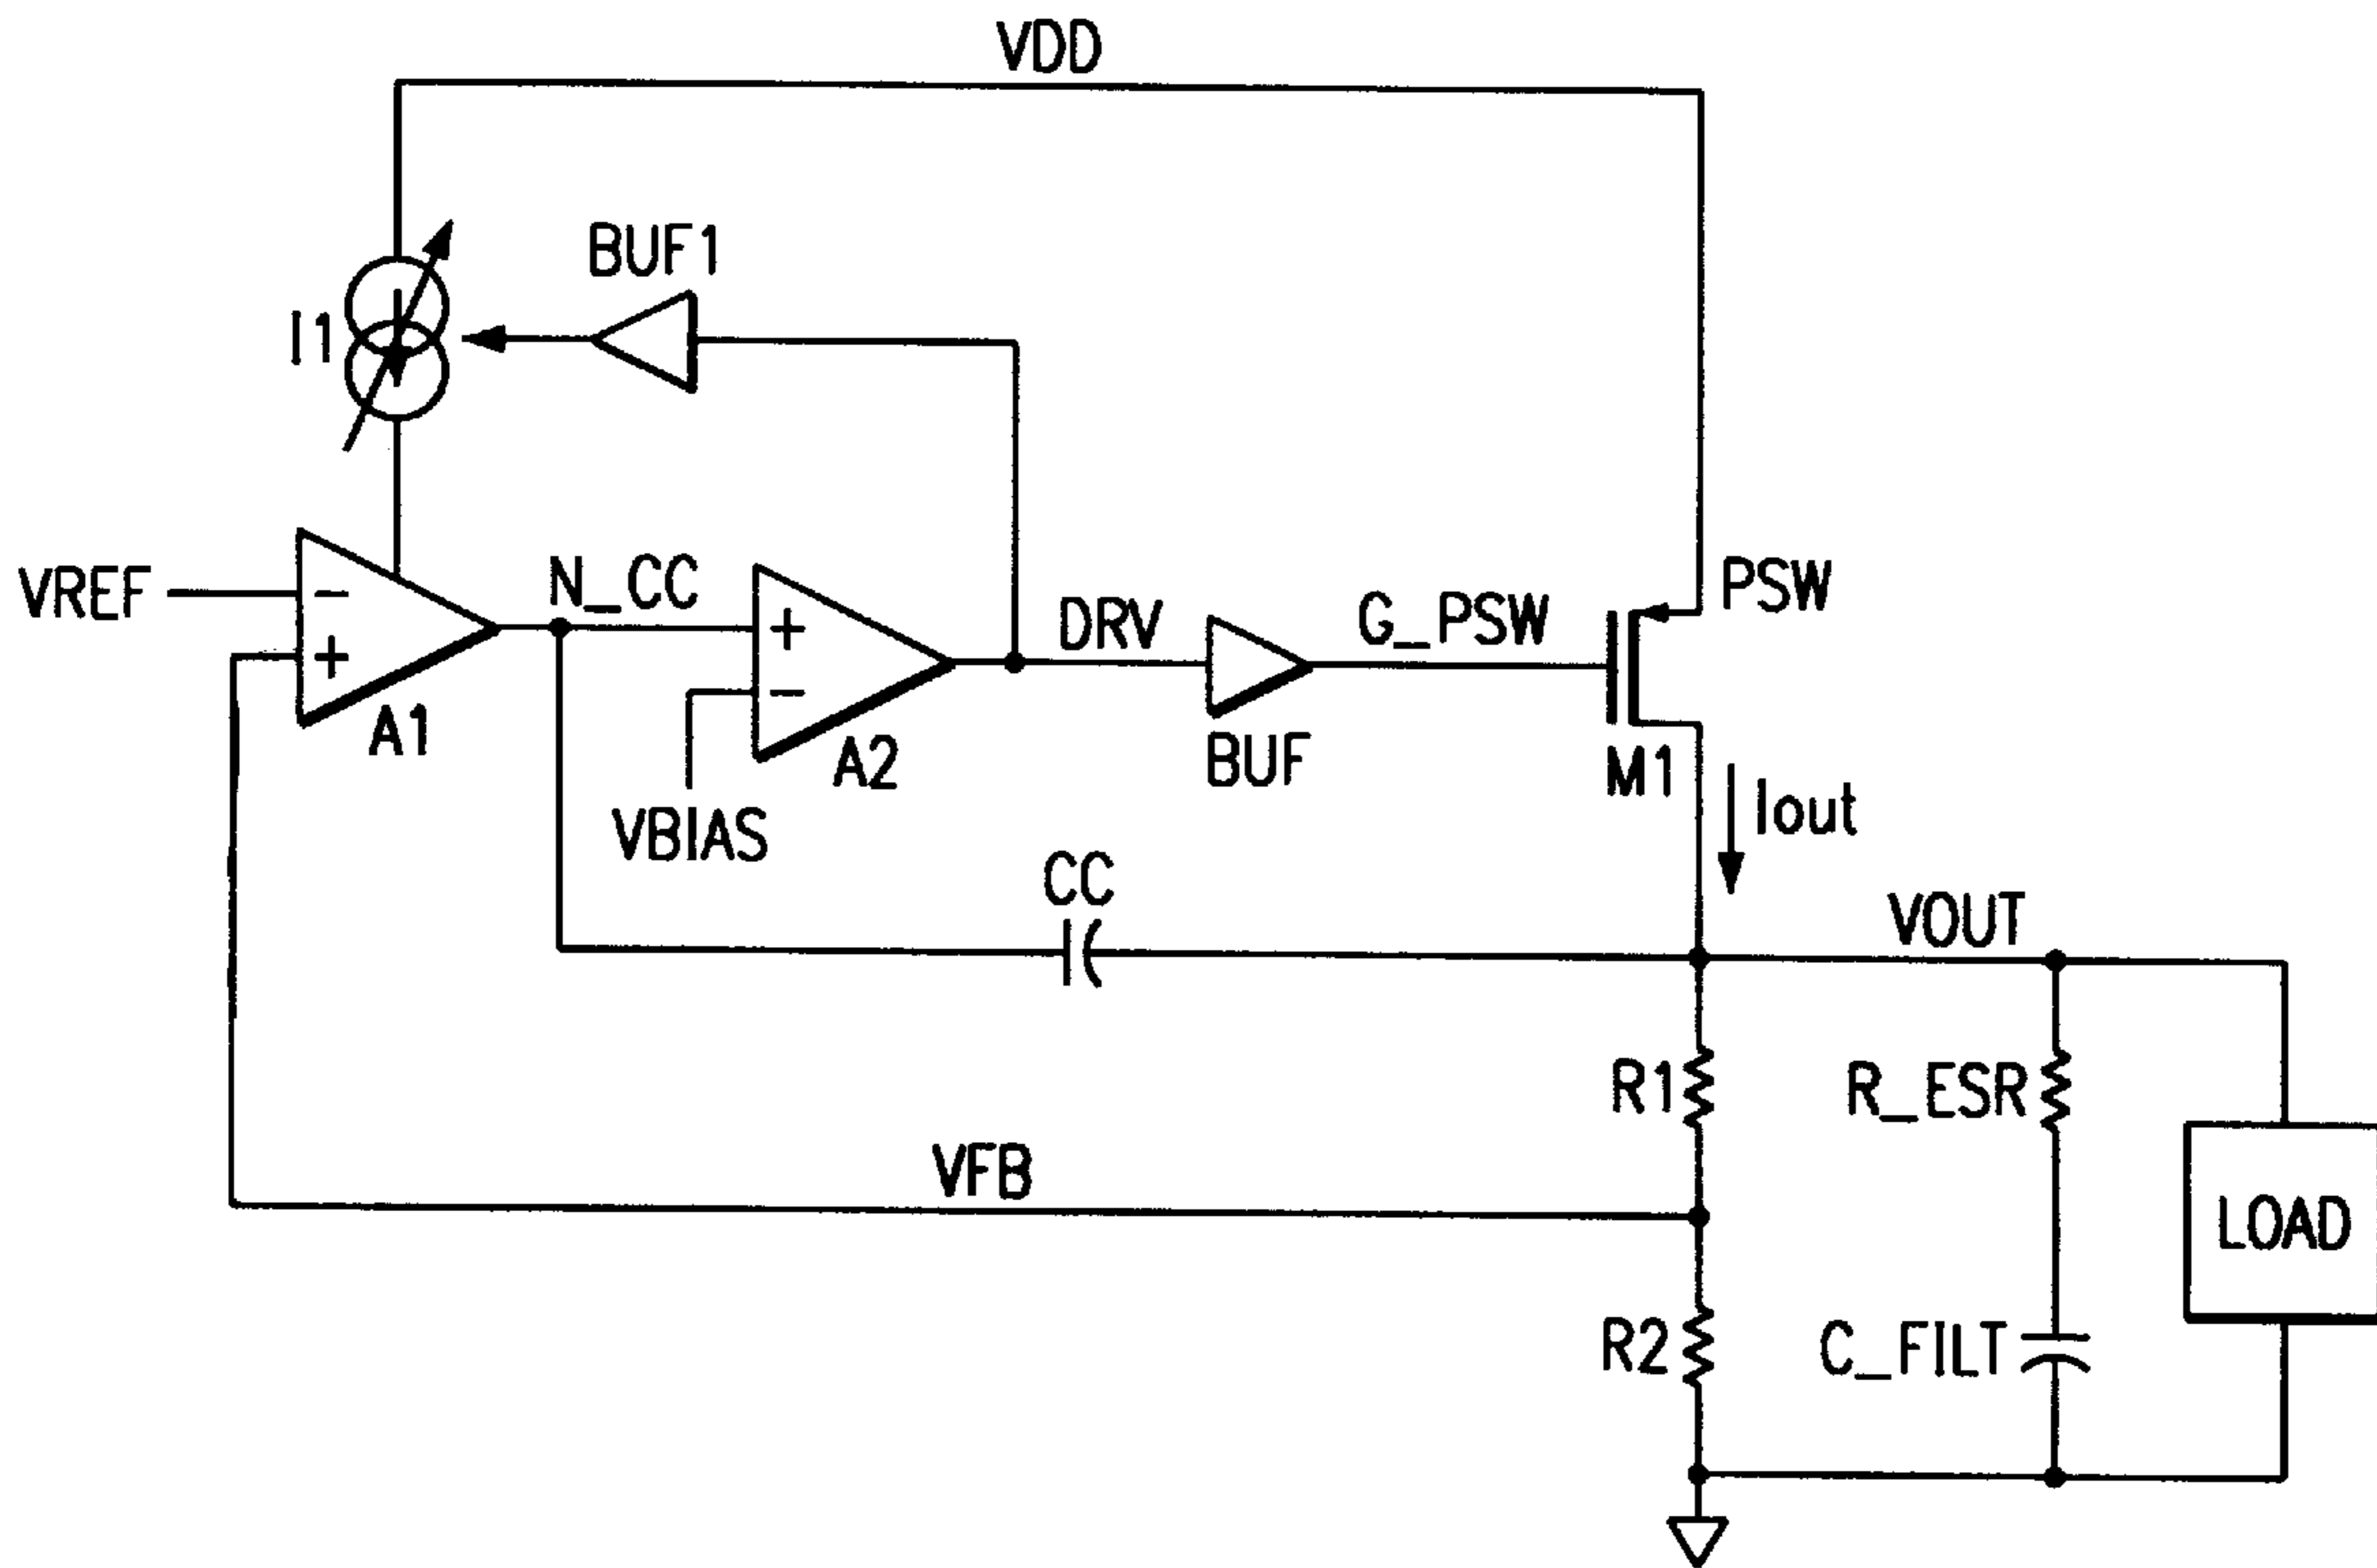 VDD
BUF1
I1
VREF
−
+
A1
N_CC
+
−
A2
VBIAS
DRV
BUF
G_PSW
PSW
M1
Iout
CC
VOUT
R1
R_ESR
VFB
LOAD
R2
C_FILT